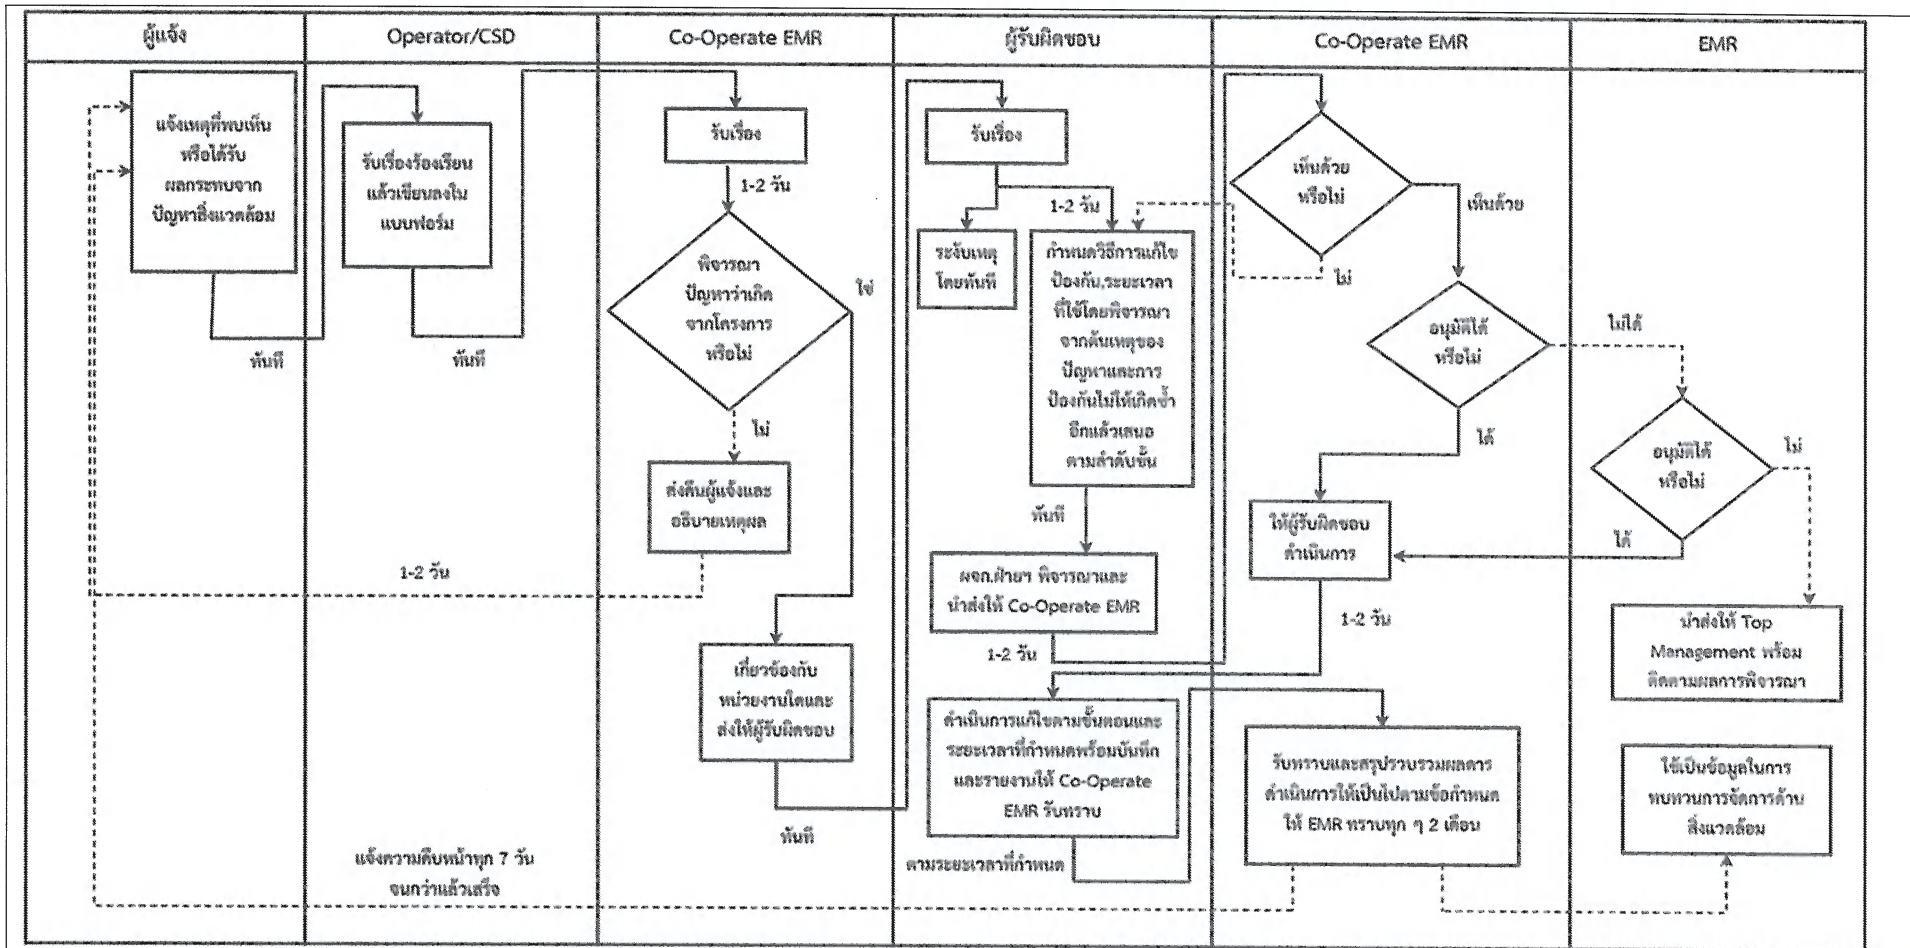 ผู้แจ้ง
Operator/CSD
Co-Operate EMR
ผู้รับผิดชอบ
Co-Operate EMR
EMR
แจ้งเหตุที่พบเห็น
หรือได้รับ
ผลกระทบจาก
ปัญหาสิ่งแวดล้อม
ทันที
รับเรื่องร้องเรียน
แล้วเขียนลงใน
แบบฟอร์ม
ทันที
รับเรื่อง
1-2 วัน
พิจารณา
ปัญหาว่าเกิด
จากโครงการ
หรือไม่
ใช่
ไม่
ส่งคืนผู้แจ้งและ
อธิบายเหตุผล
1-2 วัน
เกี่ยวข้องกับ
หน่วยงานใดและ
ส่งให้ผู้รับผิดชอบ
ทันที
รับเรื่อง
1-2 วัน
ระงับเหตุ
โดยทันที
กำหนดวิธีการแก้ไข
ป้องกัน,ระยะเวลา
ที่ใช้โดยพิจารณา
จากต้นเหตุของ
ปัญหาและการ
ป้องกันไม่ให้เกิดซ้ำ
อีกแล้วเสนอ
ตามลำดับขั้น
ทันที
ผจก.ฝ่ายฯ พิจารณาและ
นำส่งให้ Co-Operate EMR
1-2 วัน
เห็นด้วย
หรือไม่
เห็นด้วย
ไม่
อนุมัติได้
หรือไม่
ไม่ได้
ได้
อนุมัติได้
หรือไม่
ไม่
ได้
ให้ผู้รับผิดชอบ
ดำเนินการ
1-2 วัน
นำส่งให้ Top
Management พร้อม
ติดตามผลการพิจารณา
ดำเนินการแก้ไขตามขั้นตอนและ
ระยะเวลาที่กำหนดพร้อมบันทึก
และรายงานให้ Co-Operate
EMR รับทราบ
ตามระยะเวลาที่กำหนด
รับทราบและสรุปรวบรวมผลการ
ดำเนินการให้เป็นไปตามข้อกำหนด
ให้ EMR ทราบทุก ๆ 2 เดือน
ใช้เป็นข้อมูลในการ
ทบทวนการจัดการด้าน
สิ่งแวดล้อม
แจ้งความคืบหน้าทุก 7 วัน
จนกว่าแล้วเสร็จ